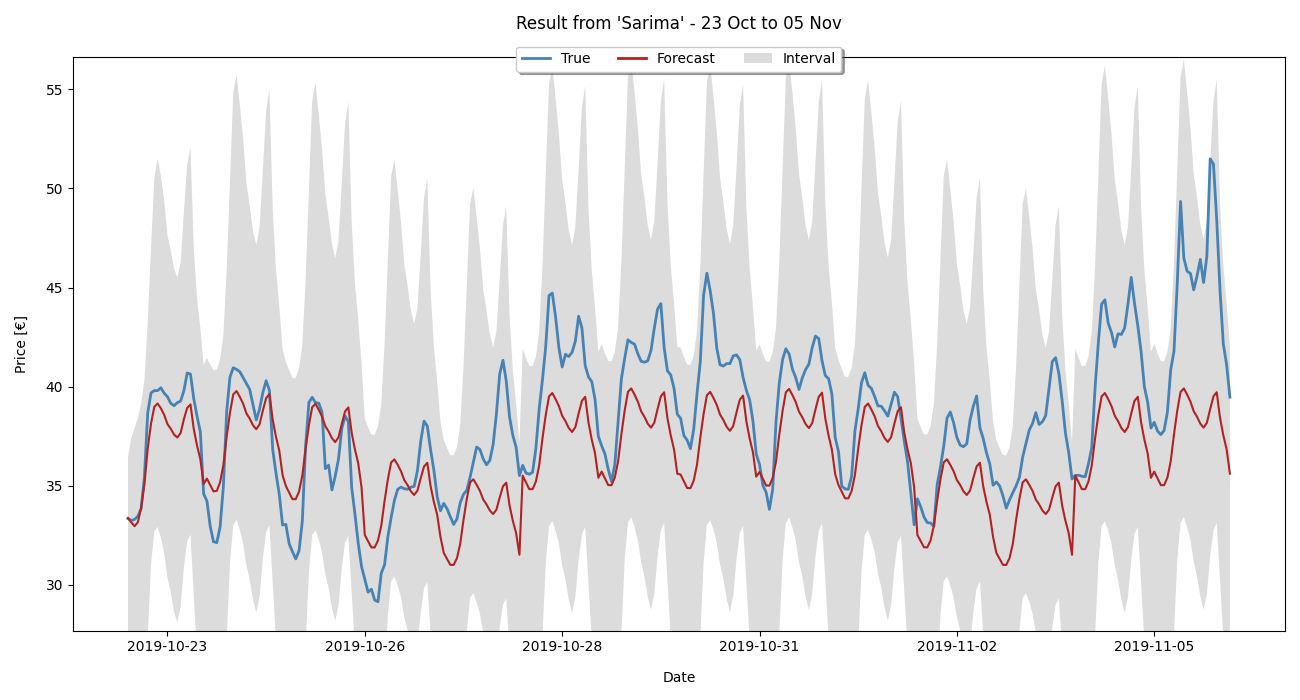 Result from 'Sarima' - 23 Oct to 05 Nov
True Forecast Interval
55
50
45
40
35
30
Price [€]
2019-10-23 2019-10-26 2019-10-28 2019-10-31 2019-11-02 2019-11-05
Date